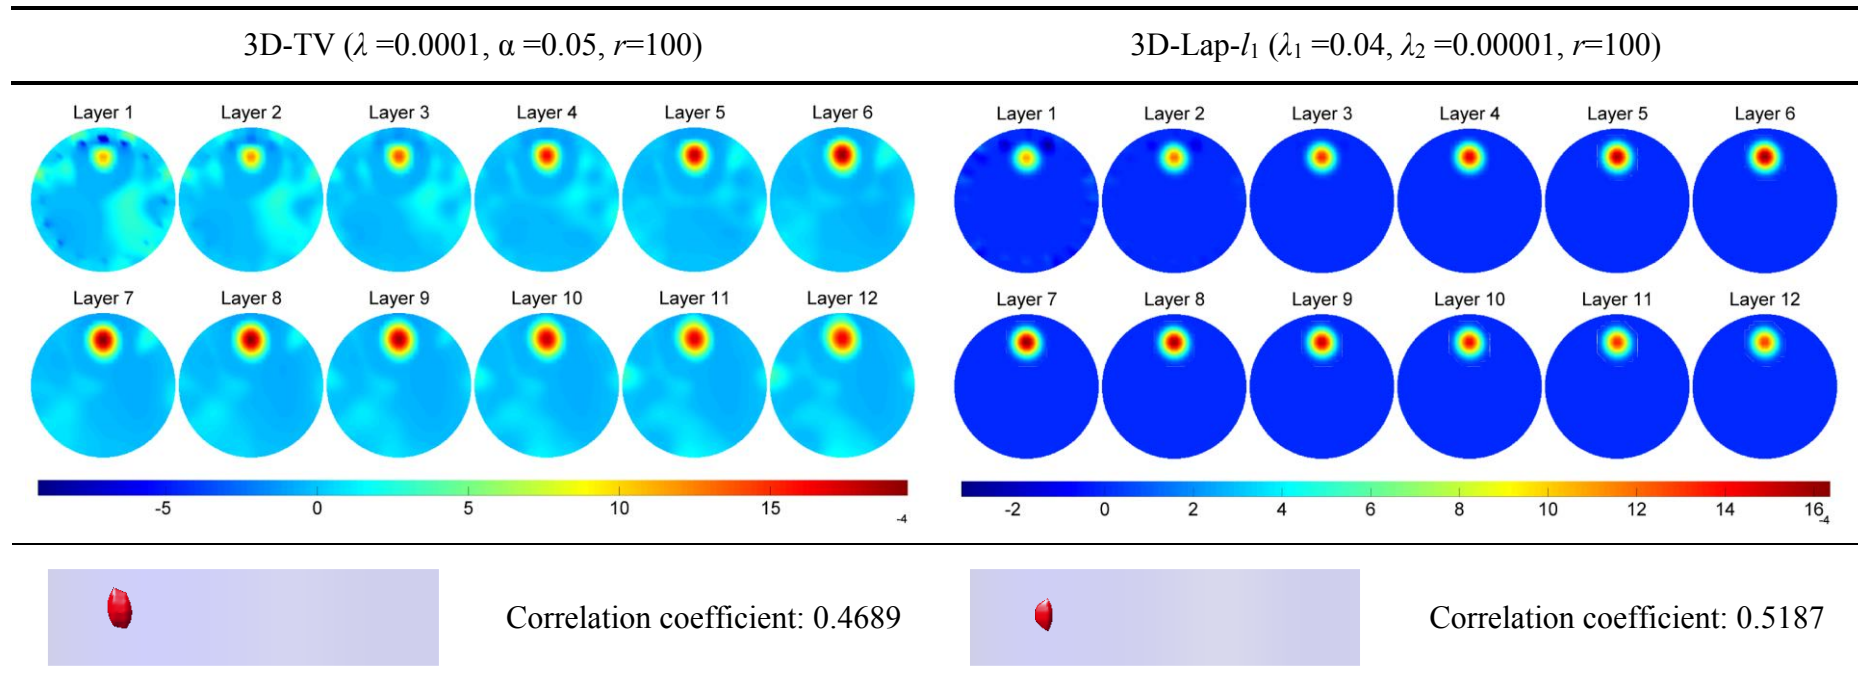 3D-TV (λ =0.0001, α =0.05, r=100)
3D-Lap-l1 (λ1 =0.04, λ2 =0.00001, r=100)
Layer 1 Layer 2 Layer 3 Layer 4 Layer 5 Layer 6
Layer 7 Layer 8 Layer 9 Layer 10 Layer 11 Layer 12
-5 0 5 10 15
-4
Layer 1 Layer 2 Layer 3 Layer 4 Layer 5 Layer 6
Layer 7 Layer 8 Layer 9 Layer 10 Layer 11 Layer 12
-2 0 2 4 6 8 10 12 14 16
-4
Correlation coefficient: 0.4689
Correlation coefficient: 0.5187